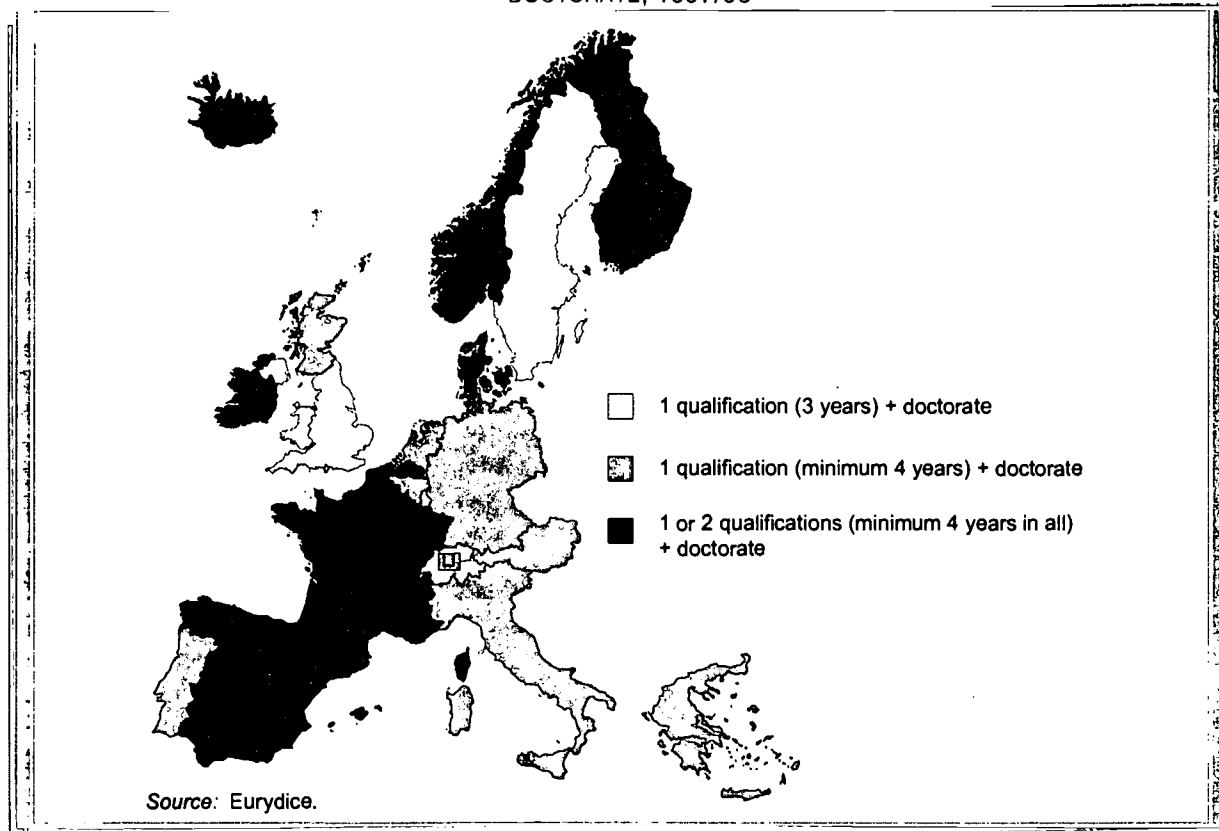 1 qualification (3 years) + doctorate
1 qualification (minimum 4 years) + doctorate
1 or 2 qualifications (minimum 4 years in all)
+ doctorate
Source: Eurydice.